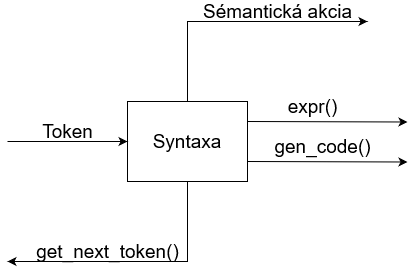 Sémantická akcia
expr()
Token
Syntaxa
gen_code()
get_next_token()